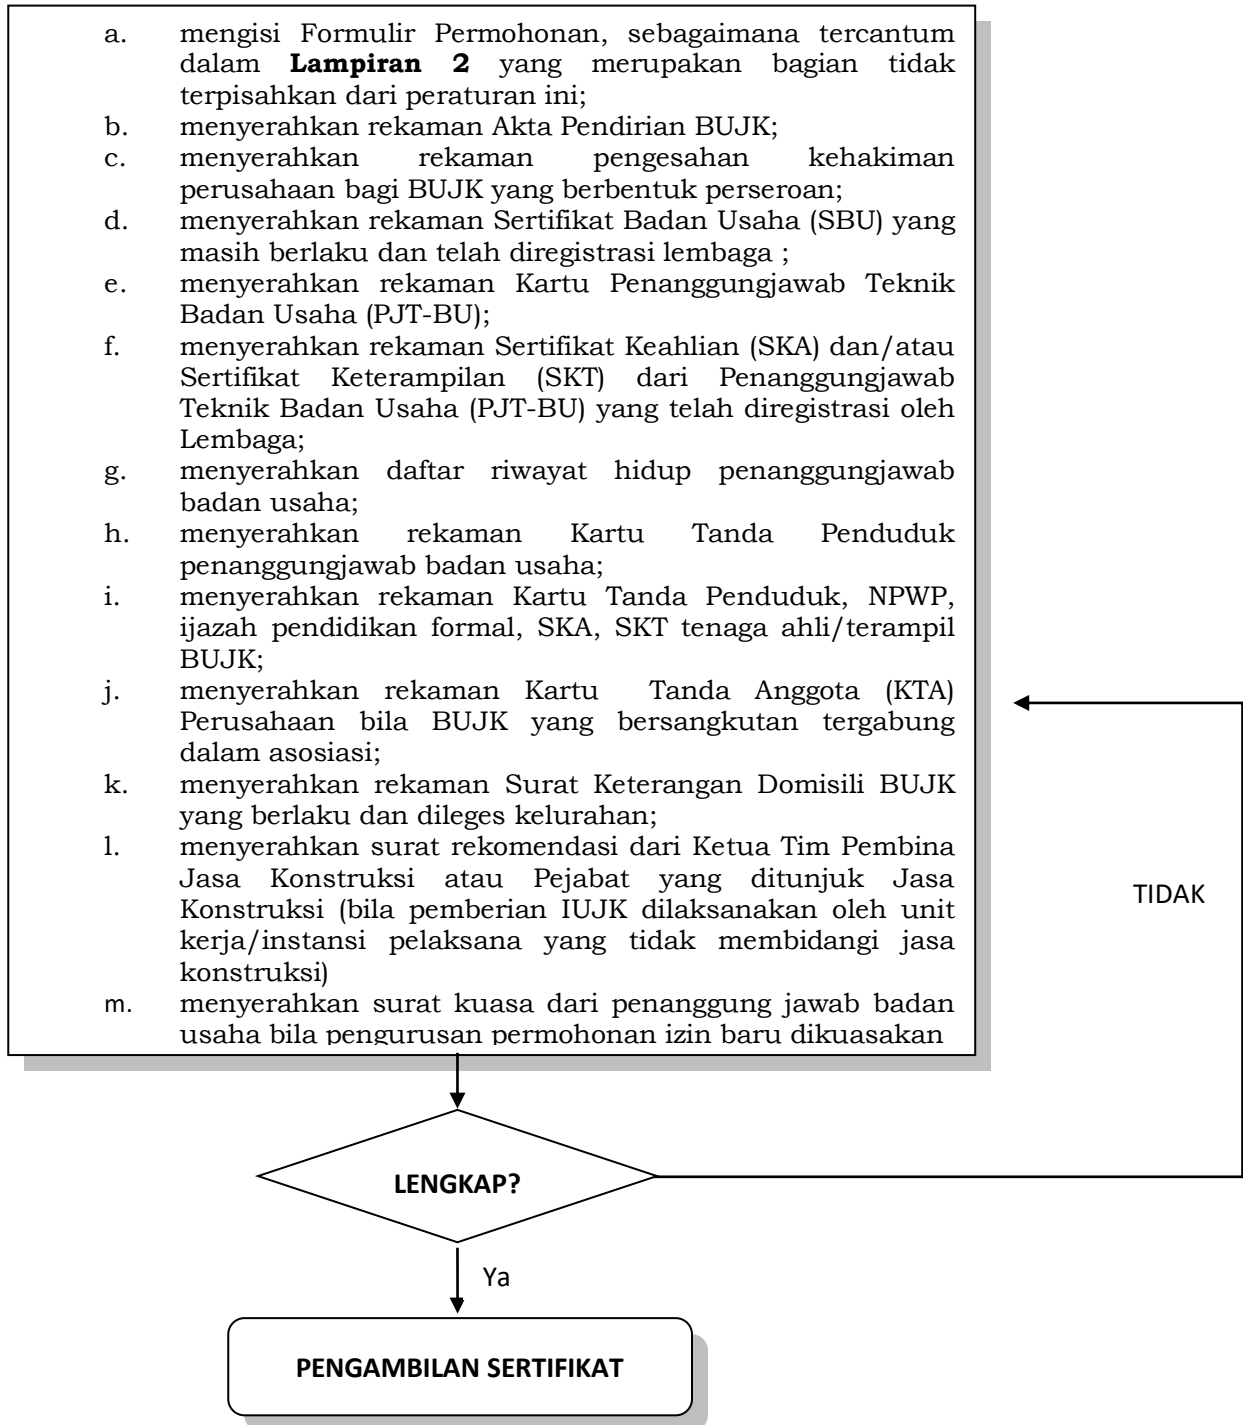 a. mengisi Formulir Permohonan, sebagaimana tercantum
dalam Lampiran 2 yang merupakan bagian tidak
terpisahkan dari peraturan ini;
b. menyerahkan rekaman Akta Pendirian BUJK;
c. menyerahkan rekaman pengesahan kehakiman
perusahaan bagi BUJK yang berbentuk perseroan;
d. menyerahkan rekaman Sertifikat Badan Usaha (SBU) yang
masih berlaku dan telah diregistrasi lembaga ;
e. menyerahkan rekaman Kartu Penanggungjawab Teknik
Badan Usaha (PJT-BU);
f. menyerahkan rekaman Sertifikat Keahlian (SKA) dan/atau
Sertifikat Keterampilan (SKT) dari Penanggungjawab
Teknik Badan Usaha (PJT-BU) yang telah diregistrasi oleh
Lembaga;
g. menyerahkan daftar riwayat hidup penanggungjawab
badan usaha;
h. menyerahkan rekaman Kartu Tanda Penduduk
penanggungjawab badan usaha;
i. menyerahkan rekaman Kartu Tanda Penduduk, NPWP,
ijazah pendidikan formal, SKA, SKT tenaga ahli/terampil
BUJK;
j. menyerahkan rekaman Kartu Tanda Anggota (KTA)
Perusahaan bila BUJK yang bersangkutan tergabung
dalam asosiasi;
k. menyerahkan rekaman Surat Keterangan Domisili BUJK
yang berlaku dan dileges kelurahan;
l. menyerahkan surat rekomendasi dari Ketua Tim Pembina
Jasa Konstruksi atau Pejabat yang ditunjuk Jasa
Konstruksi (bila pemberian IUJK dilaksanakan oleh unit
kerja/instansi pelaksana yang tidak membidangi jasa
konstruksi)
m. menyerahkan surat kuasa dari penanggung jawab badan
usaha bila pengurusan permohonan izin baru dikuasakan
TIDAK
LENGKAP?
Ya
PENGAMBILAN SERTIFIKAT